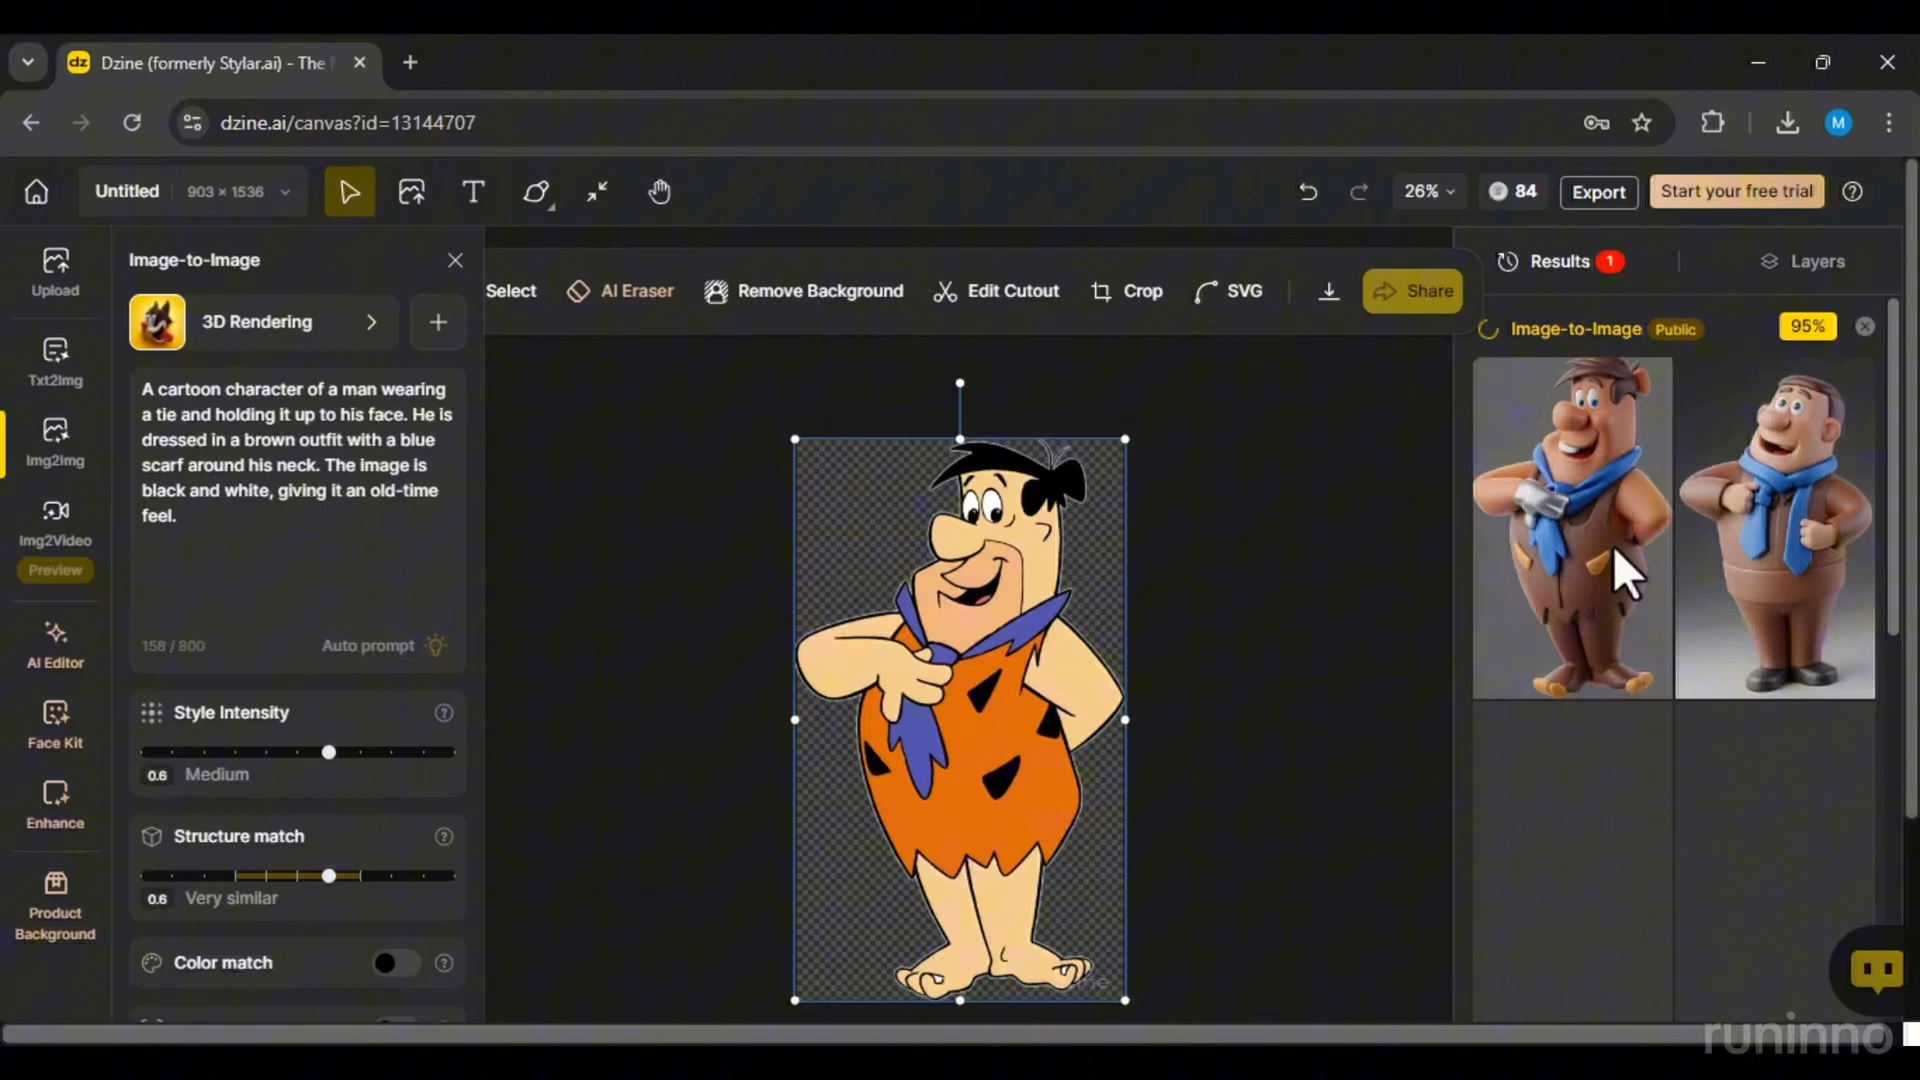 Dzine (formerly Stylar.ai) - The
dzine.ai/canvas?id=13144707
M
Untitled
903 × 1536
26%
84
Export
Start your free trial
Upload
Txt2Img
Img2Img
Img2Video
Preview
AI Editor
Face Kit
Enhance
Product
Background
Image-to-Image
3D Rendering
A cartoon character of a man wearing
a tie and holding it up to his face. He is
dressed in a brown outfit with a blue
scarf around his neck. The image is
black and white, giving it an old-time
feel.
158 / 800
Auto prompt
Style Intensity
0.6 Medium
Structure match
0.6 Very similar
Color match
Select
AI Eraser
Remove Background
Edit Cutout
Crop
SVG
Share
Results 1
Layers
Image-to-Image Public
95%
runinno